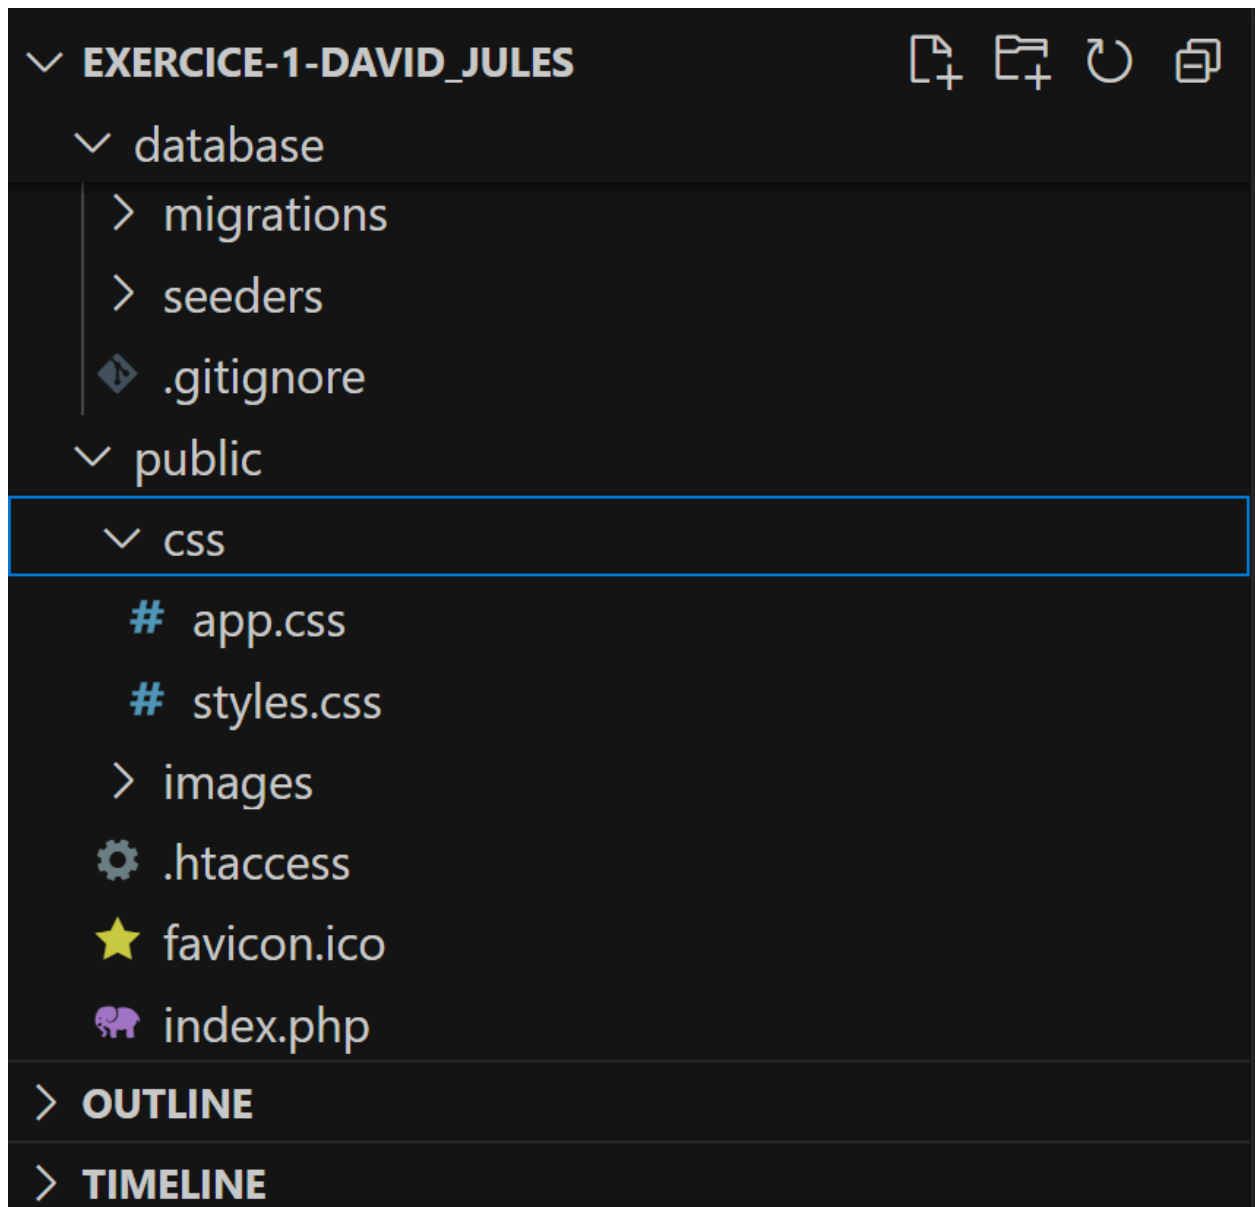 EXERCICE-1-DAVID_JULES
database
migrations
seeders
.gitignore
public
css
# app.css
# styles.css
images
.htaccess
favicon.ico
index.php
OUTLINE
TIMELINE